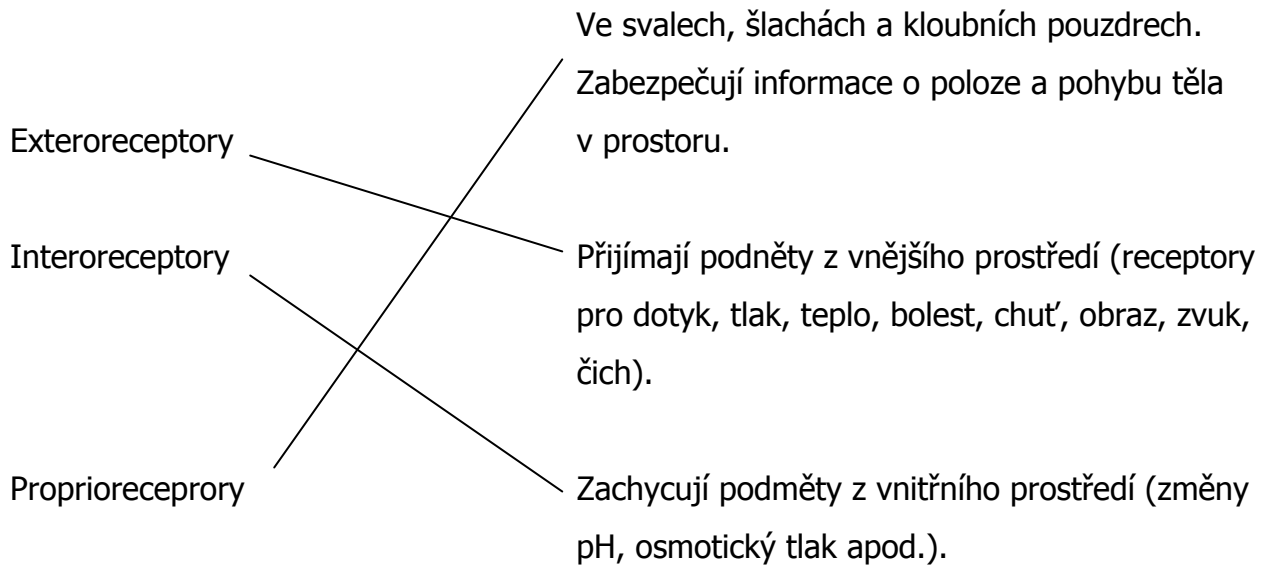 Ve svalech, šlachách a kloubních pouzdrech.
Zabezpečují informace o poloze a pohybu těla
v prostoru.
Exteroreceptory
Interoreceptory
Přijímají podněty z vnějšího prostředí (receptory
pro dotyk, tlak, teplo, bolest, chuť, obraz, zvuk,
čich).
Proprioreceprory
Zachycují podměty z vnitřního prostředí (změny
pH, osmotický tlak apod.).